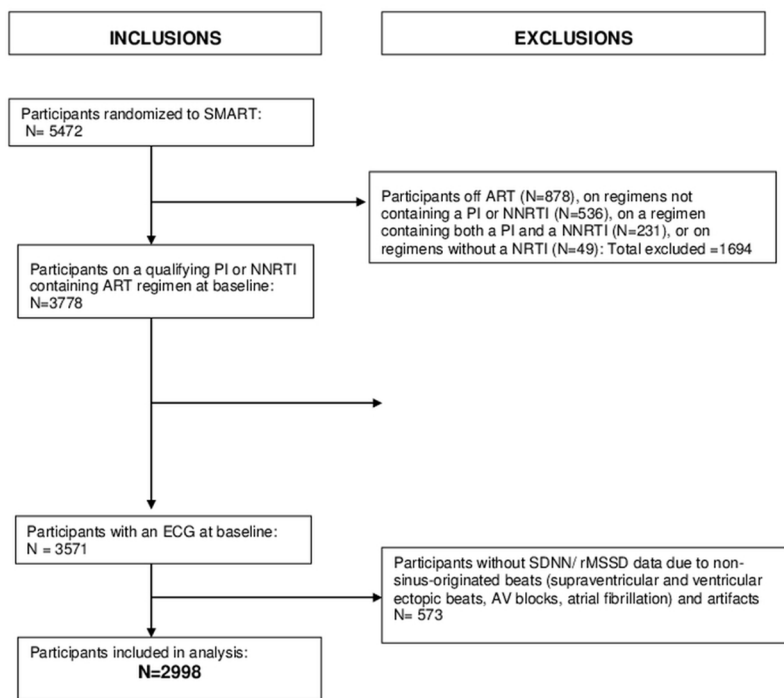 INCLUSIONS
EXCLUSIONS
Participants randomized to SMART:
N= 5472
Participants off ART (N=878), on regimens not
containing a PI or NNRTI (N=536), on a regimen
containing both a PI and a NNRTI (N=231), or on
regimens without a NRTI (N=49): Total excluded =1694
Participants on a qualifying PI or NNRTI
containing ART regimen at baseline:
N=3778
Participants with an ECG at baseline:
N = 3571
Participants without SDNN/ rMSSD data due to non-
sinus-originated beats (supraventricular and ventricular
ectopic beats, AV blocks, atrial fibrillation) and artifacts
N= 573
Participants included in analysis:
N=2998